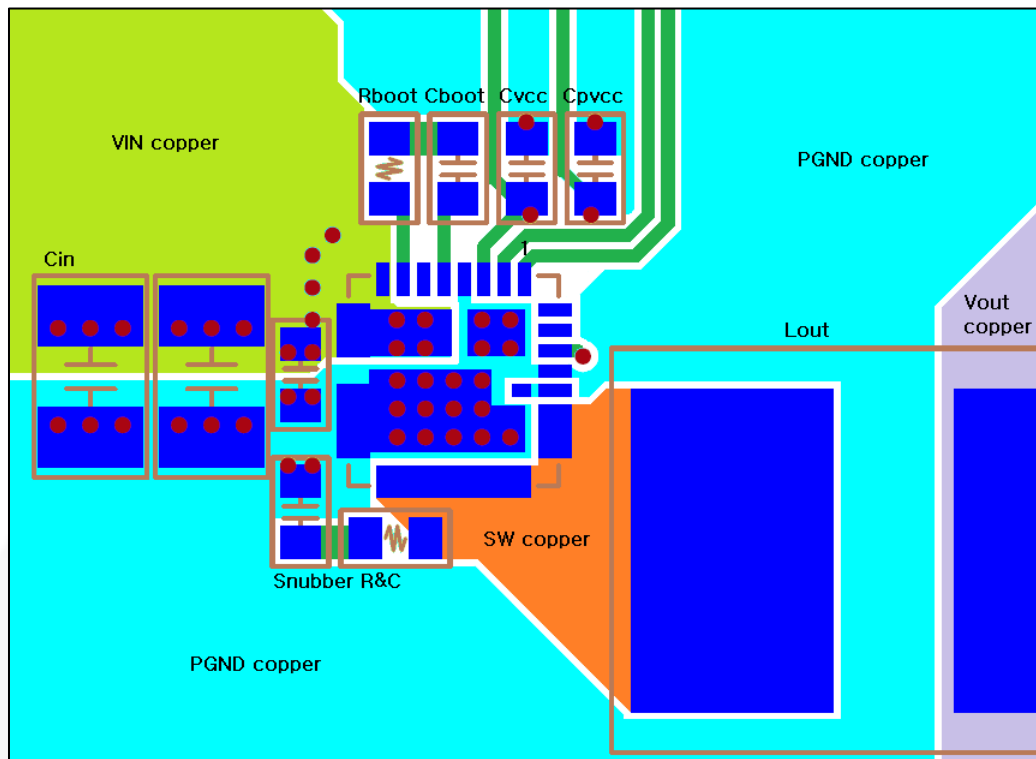 Rboot Cboot Cvcc Cpvcc
VIN copper
PGND copper
1
Cin
Vout
copper
Lout
SW copper
Snubber R&C
PGND copper